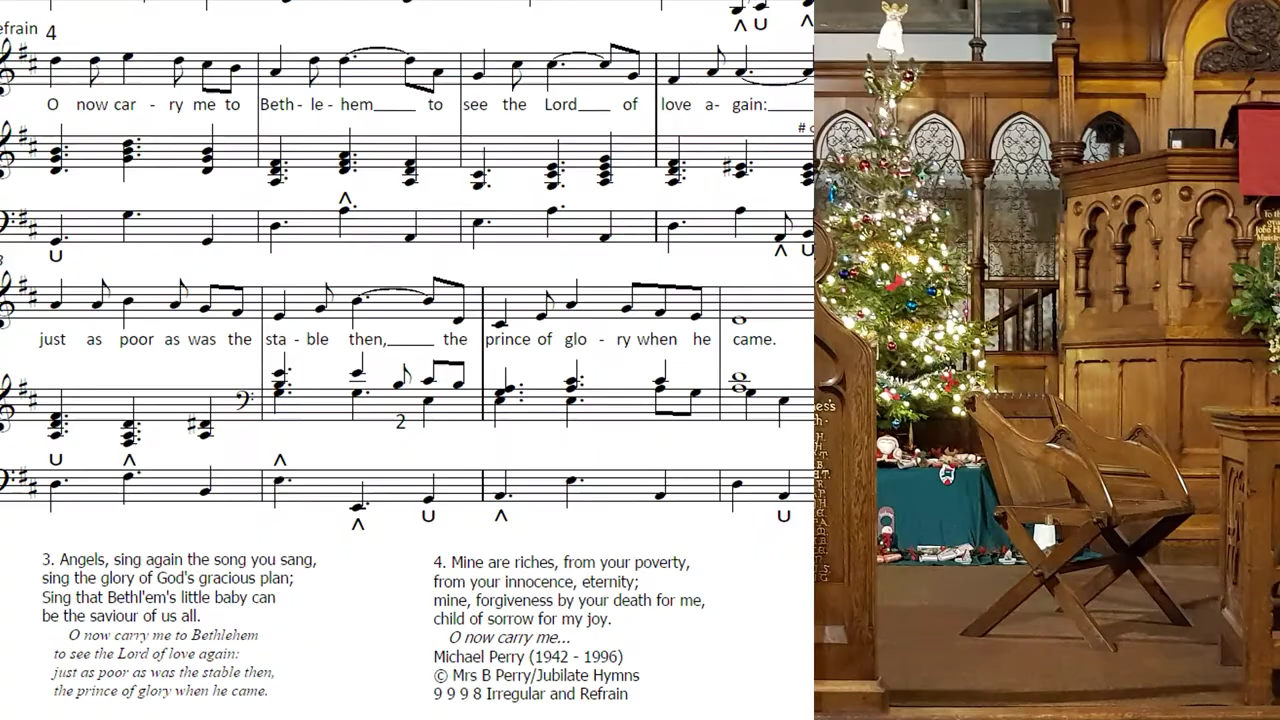 efrain 4
O now car - ry me to Beth - le - hem____ to see the Lord____ of love a- gain:____
just as poor as was the sta - ble then,____ the prince of glo - ry when he came.
2
3. Angels, sing again the song you sang,
sing the glory of God's gracious plan;
Sing that Bethl'em's little baby can
be the saviour of us all.
O now carry me to Bethlehem
to see the Lord of love again:
just as poor as was the stable then,
the prince of glory when he came.
4. Mine are riches, from your poverty,
from your innocence, eternity;
mine, forgiveness by your death for me,
child of sorrow for my joy.
O now carry me...
Michael Perry (1942 - 1996)
© Mrs B Perry/Jubilate Hymns
9 9 9 8 Irregular and Refrain